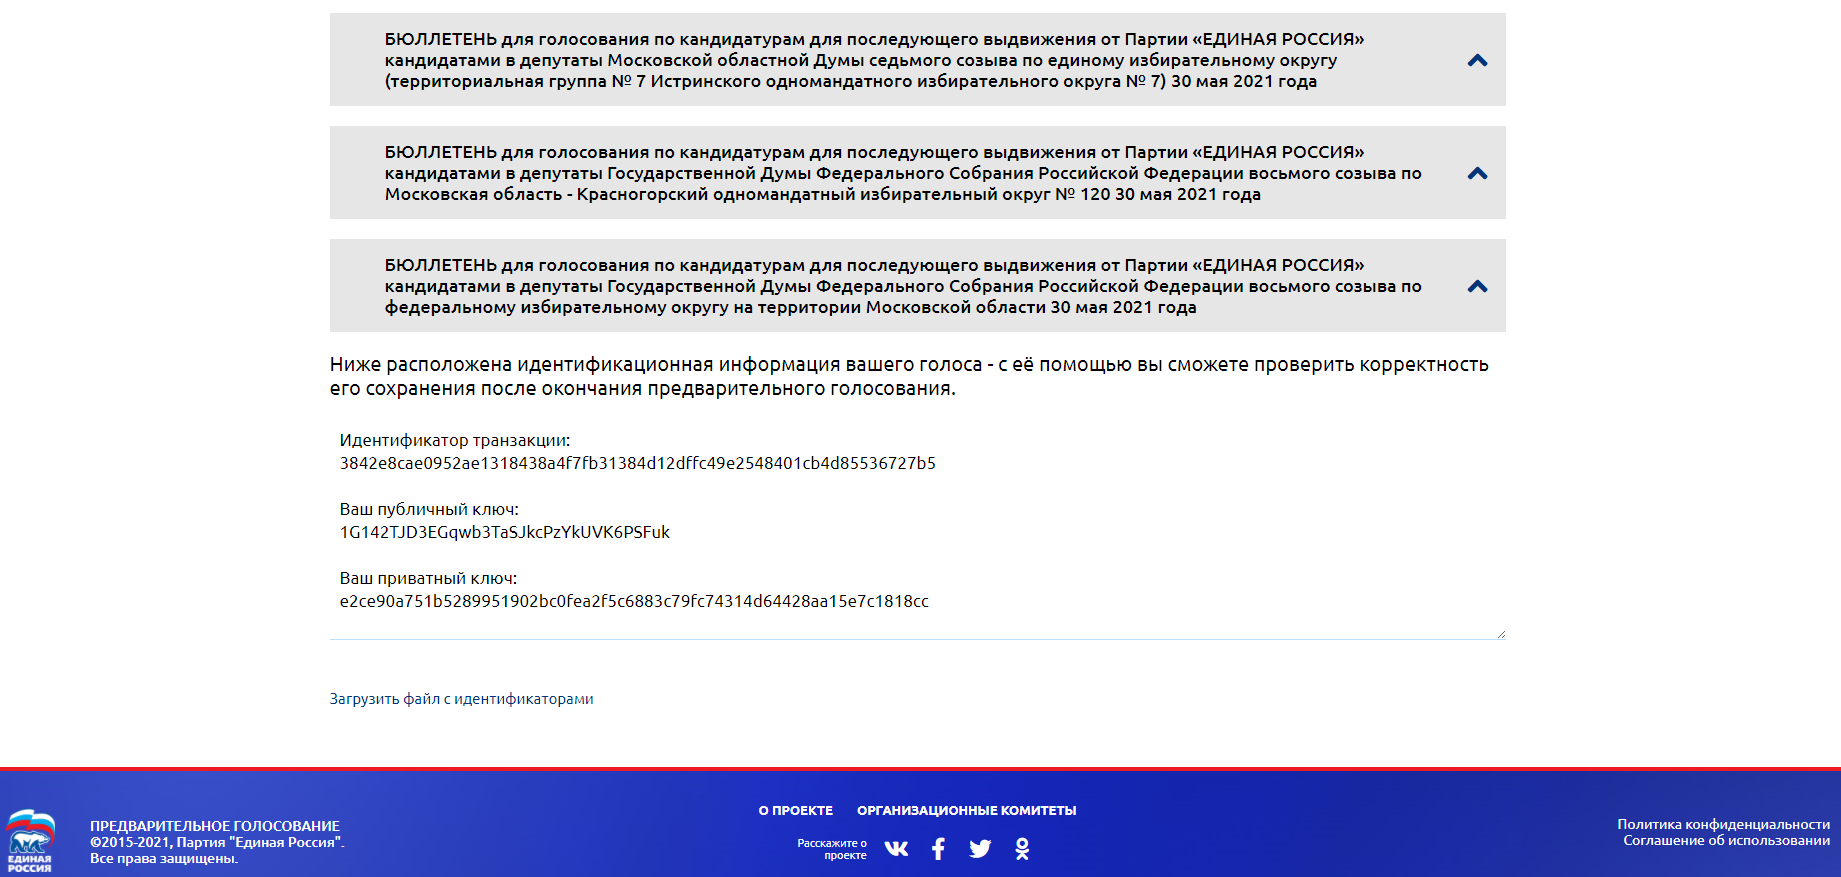 БЮЛЛЕТЕНЬ для голосования по кандидатурам для последующего выдвижения от Партии «ЕДИНАЯ РОССИЯ»
кандидатами в депутаты Московской областной Думы седьмого созыва по единому избирательному округу
(территориальная группа № 7 Истринского одномандатного избирательного округа № 7) 30 мая 2021 года
БЮЛЛЕТЕНЬ для голосования по кандидатурам для последующего выдвижения от Партии «ЕДИНАЯ РОССИЯ»
кандидатами в депутаты Государственной Думы Федерального Собрания Российской Федерации восьмого созыва по
Московская область - Красногорский одномандатный избирательный округ № 120 30 мая 2021 года
БЮЛЛЕТЕНЬ для голосования по кандидатурам для последующего выдвижения от Партии «ЕДИНАЯ РОССИЯ»
кандидатами в депутаты Государственной Думы Федерального Собрания Российской Федерации восьмого созыва по
федеральному избирательному округу на территории Московской области 30 мая 2021 года
Ниже расположена идентификационная информация вашего голоса - с её помощью вы сможете проверить корректность
его сохранения после окончания предварительного голосования.
Идентификатор транзакции:
3842e8cae0952ae1318438a4f7fb31384d12dffc49e2548401cb4d85536727b5
Ваш публичный ключ:
1G142TJD3EGqwb3TaSJkcPzYkUVK6PSFuk
Ваш приватный ключ:
e2ce90a751b5289951902bc0fea2f5c6883c79fc74314d64428aa15e7c1818cc
Загрузить файл с идентификаторами
О ПРОЕКТЕ ОРГАНИЗАЦИОННЫЕ КОМИТЕТЫ
Расскажите о
проекте
ЕДИНАЯ
РОССИЯ
ПРЕДВАРИТЕЛЬНОЕ ГОЛОСОВАНИЕ
©2015-2021, Партия "Единая Россия".
Все права защищены.
Политика конфиденциальности
Соглашение об использовании